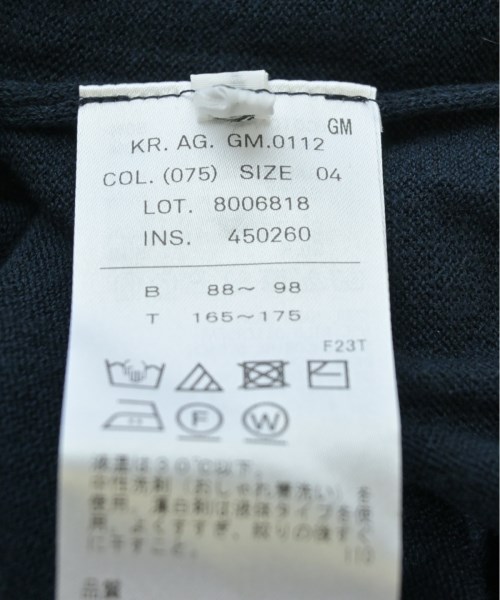 GM
KR. AG. GM.0112
COL. (075) SIZE 04
LOT. 8006818
INS. 450260
B 88～ 98
T 165～175
F23T
F W
液温は30℃以下、
中性洗剤（おしゃれ着洗い）を
使用。漂白剤は液体タイプを使
用。よくすすぎ、絞りの後すぐ
に干すこと。 110
品質